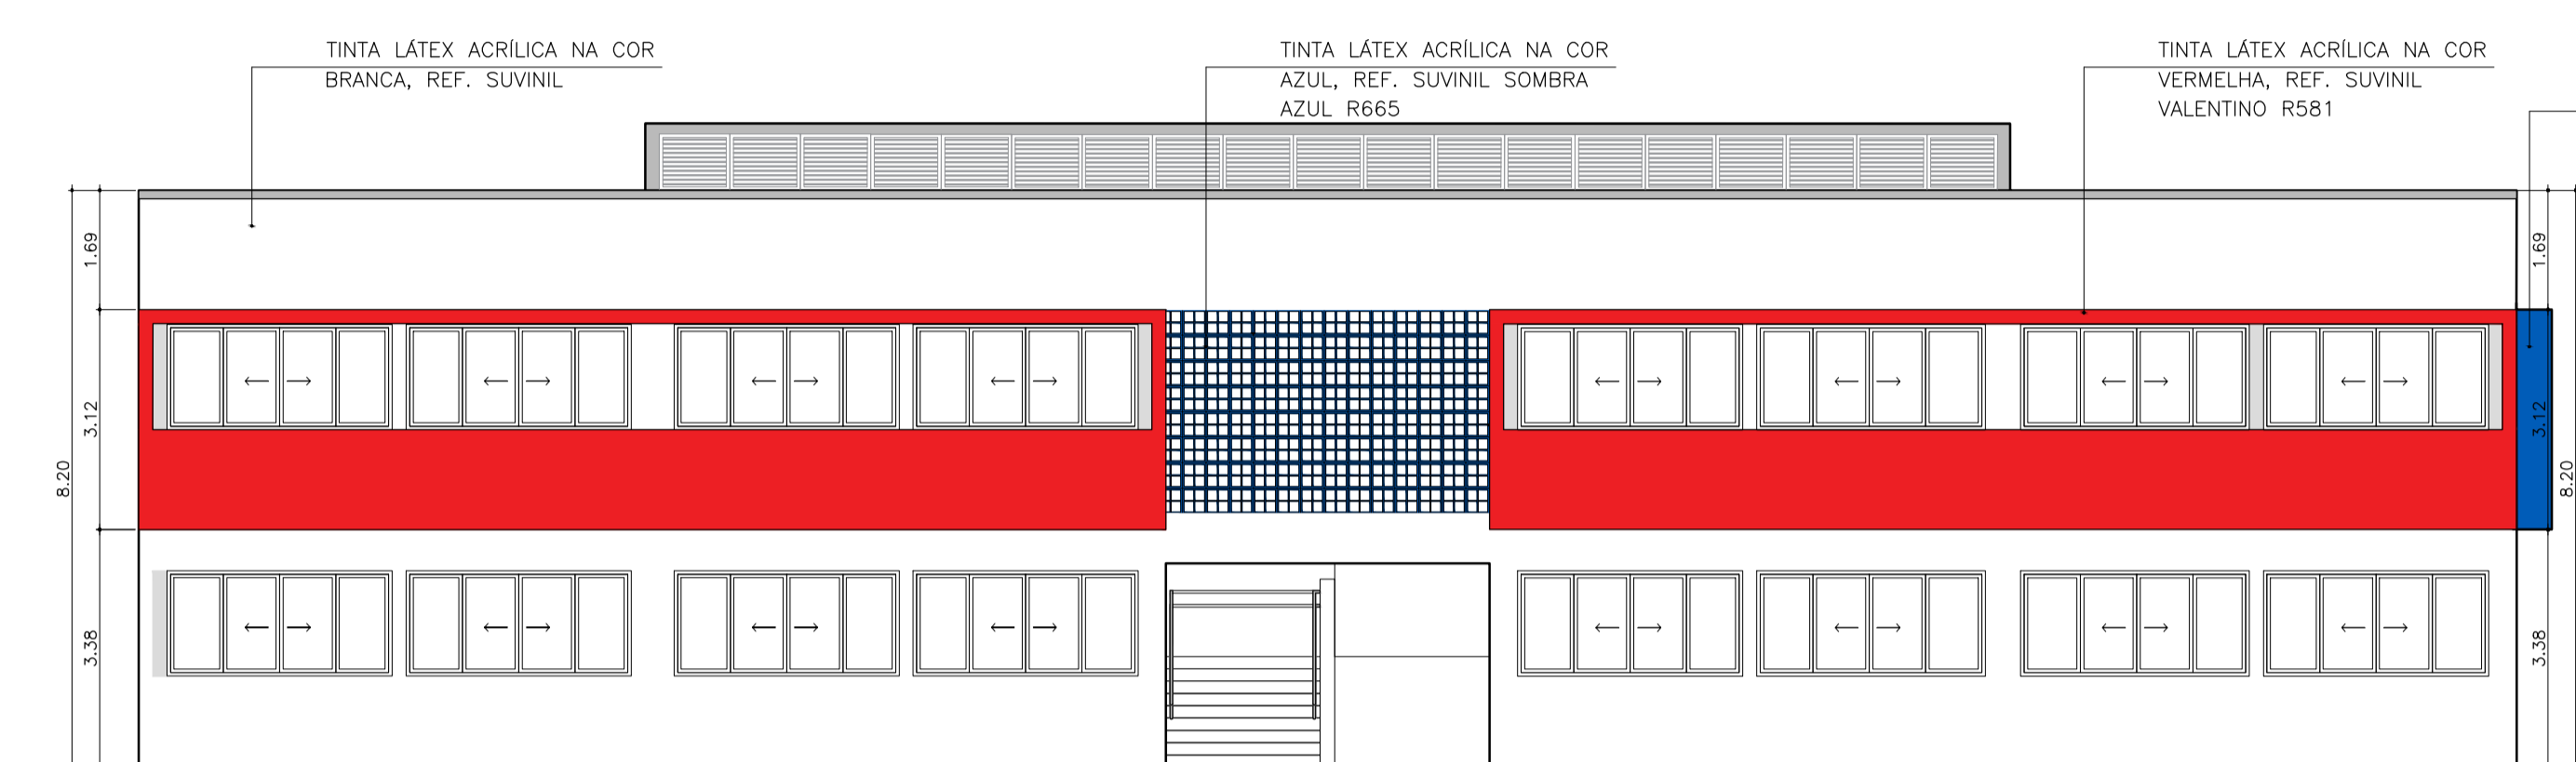 TINTA LÁTEX ACRÍLICA NA COR
BRANCA, REF. SUVINIL
TINTA LÁTEX ACRÍLICA NA COR
AZUL, REF. SUVINIL SOMBRA
AZUL R665
TINTA LÁTEX ACRÍLICA NA COR
VERMELHA, REF. SUVINIL
VALENTINO R581
1.69
3.12
8.20
3.38
1.69
3.12
8.20
3.38